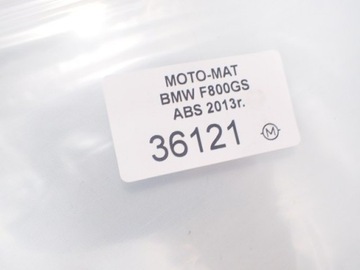 MOTO-MAT
BMW F800GS
ABS 2013r.
36121
M